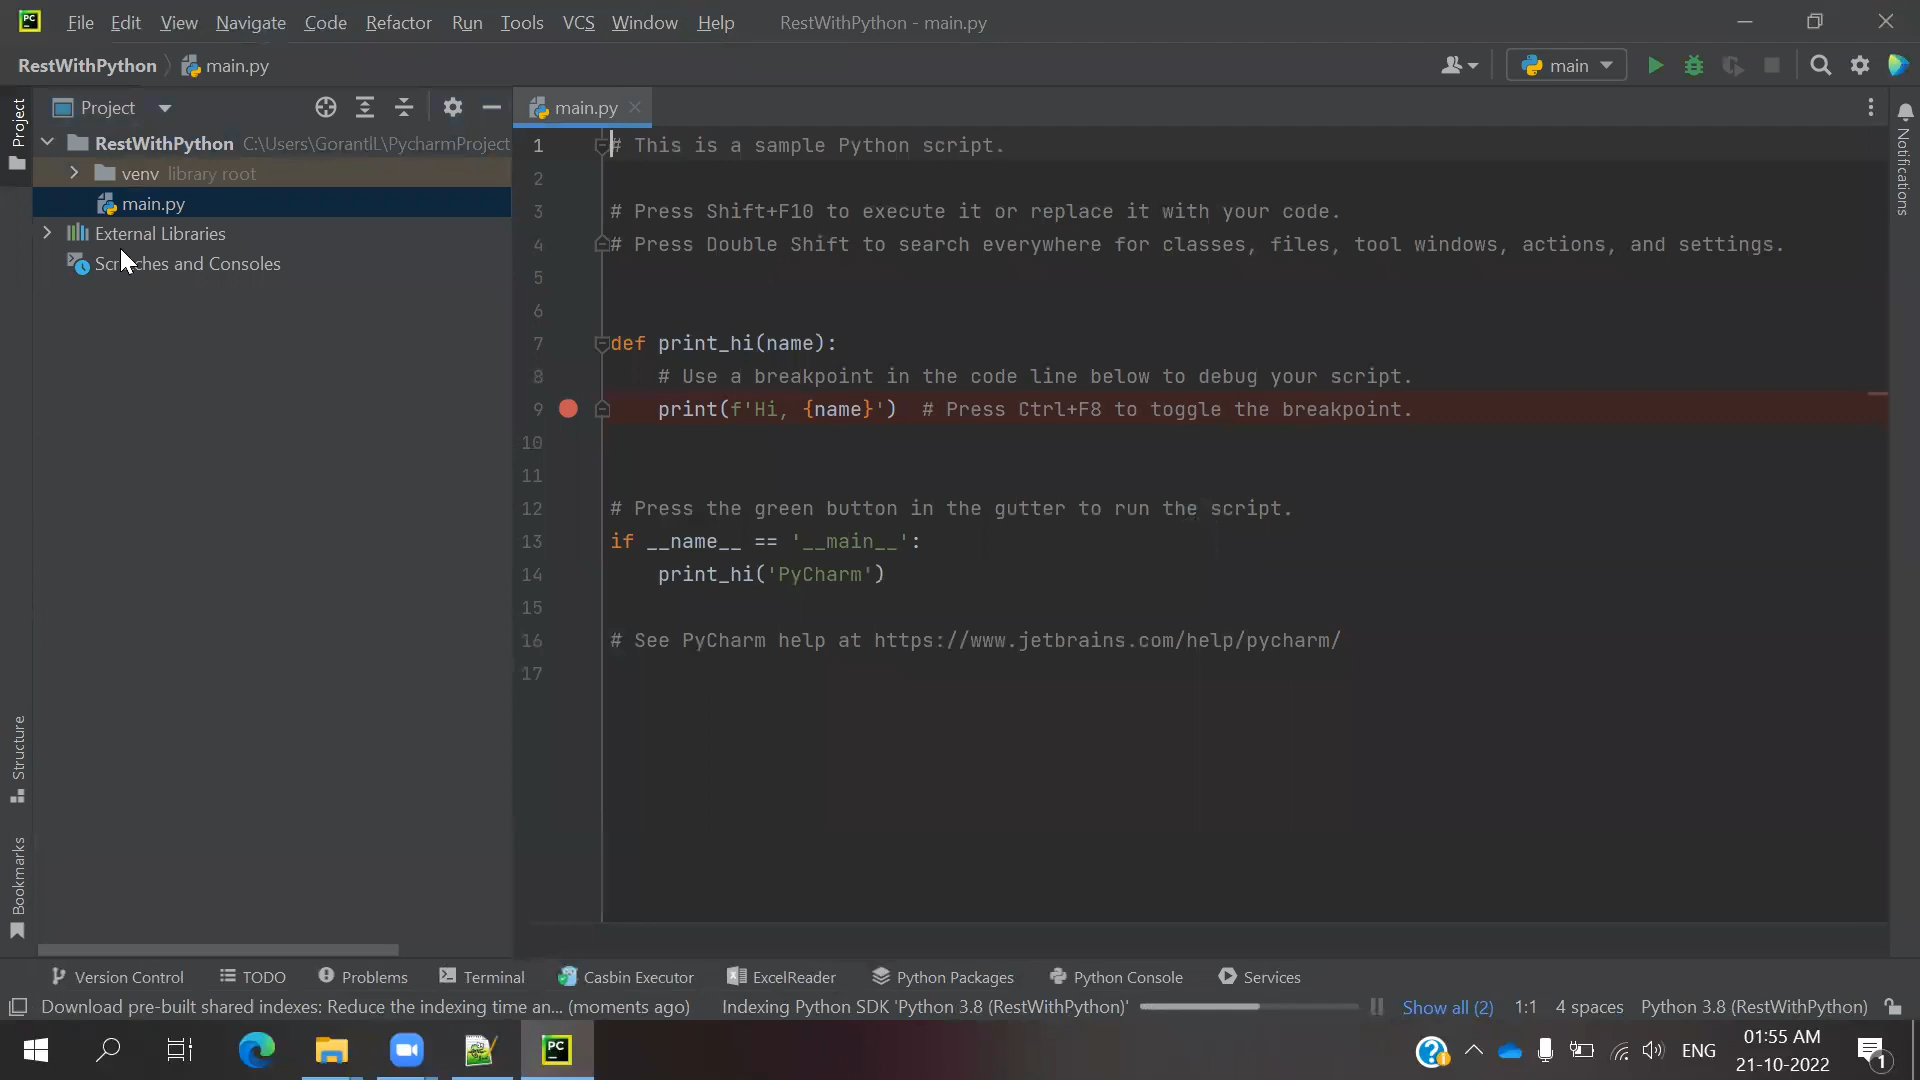 PC File Edit View Navigate Code Refactor Run Tools VCS Window Help RestWithPython - main.py
RestWithPython main.py main
Project Project main.py
RestWithPython C:\Users\GorantlL\PycharmProject
venv library root
main.py
External Libraries
Scratches and Consoles
1 # This is a sample Python script.
2
3 # Press Shift+F10 to execute it or replace it with your code.
4 # Press Double Shift to search everywhere for classes, files, tool windows, actions, and settings.
5
6
7 def print_hi(name):
8 # Use a breakpoint in the code line below to debug your script.
9 print(f'Hi, {name}') # Press Ctrl+F8 to toggle the breakpoint.
10
11
12 # Press the green button in the gutter to run the script.
13 if __name__ == '__main__':
14 print_hi('PyCharm')
15
16 # See PyCharm help at https://www.jetbrains.com/help/pycharm/
17
Notifications
Structure
Bookmarks
Version Control TODO Problems Terminal Casbin Executor ExcelReader Python Packages Python Console Services
Download pre-built shared indexes: Reduce the indexing time an... (moments ago) Indexing Python SDK 'Python 3.8 (RestWithPython)' Show all (2) 1:1 4 spaces Python 3.8 (RestWithPython)
PC ENG 01:55 AM
21-10-2022 1